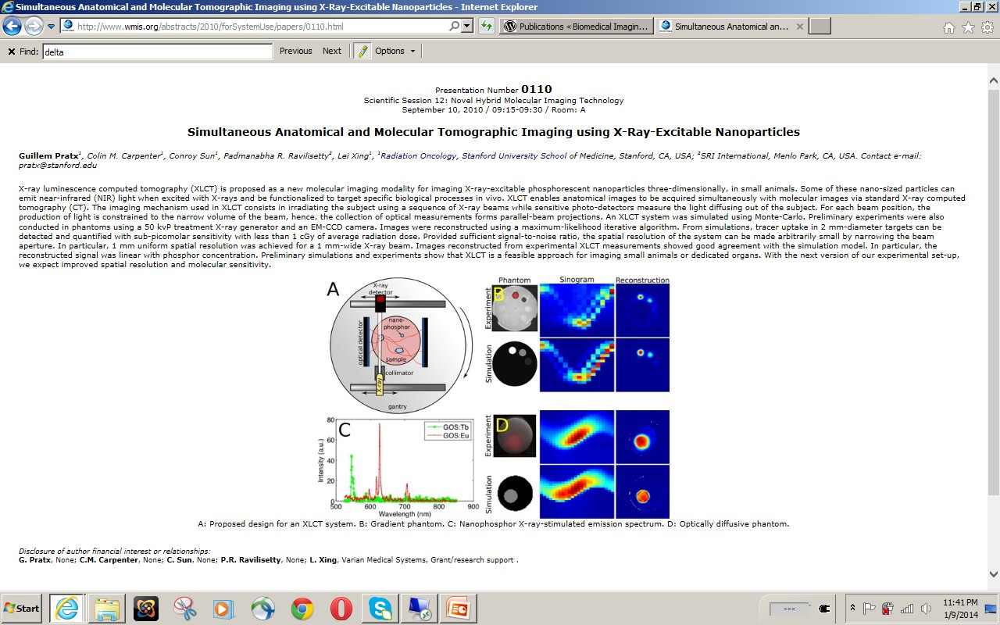 Simultaneous Anatomical and Molecular Tomographic Imaging using X-Ray-Excitable Nanoparticles - Internet Explorer
http://www.wmis.org/abstracts/2010/forSystemUse/papers/0110.html
Publications « Biomedical Imagin...
Simultaneous Anatomical an...
Find: delta
Previous Next Options
Presentation Number 0110
Scientific Session 12: Novel Hybrid Molecular Imaging Technology
September 10, 2010 / 09:15-09:30 / Room: A
Simultaneous Anatomical and Molecular Tomographic Imaging using X-Ray-Excitable Nanoparticles
Guillem Pratx¹, Colin M. Carpenter¹, Conroy Sun¹, Padmanabha R. Ravilisetty², Lei Xing¹, ¹Radiation Oncology, Stanford University School of Medicine, Stanford, CA, USA; ²SRI International, Menlo Park, CA, USA. Contact e-mail:
pratx@stanford.edu
X-ray luminescence computed tomography (XLCT) is proposed as a new molecular imaging modality for imaging X-ray-excitable phosphorescent nanoparticles three-dimensionally, in small animals. Some of these nano-sized particles can
emit near-infrared (NIR) light when excited with X-rays and be functionalized to target specific biological processes in vivo. XLCT enables anatomical images to be acquired simultaneously with molecular images via standard X-ray computed
tomography (CT). The imaging mechanism used in XLCT consists in irradiating the subject using a sequence of X-ray beams while sensitive photo-detectors measure the light diffusing out of the subject. For each beam position, the
production of light is constrained to the narrow volume of the beam, hence, the collection of optical measurements forms parallel-beam projections. An XLCT system was simulated using Monte-Carlo. Preliminary experiments were also
conducted in phantoms using a 50 kvP treatment X-ray generator and an EM-CCD camera. Images were reconstructed using a maximum-likelihood iterative algorithm. From simulations, tracer uptake in 2 mm-diameter targets can be
detected and quantified with sub-picomolar sensitivity with less than 1 cGy of average radiation dose. Provided sufficient signal-to-noise ratio, the spatial resolution of the system can be made arbitrarily small by narrowing the beam
aperture. In particular, 1 mm uniform spatial resolution was achieved for a 1 mm-wide X-ray beam. Images reconstructed from experimental XLCT measurements showed good agreement with the simulation model. In particular, the
reconstructed signal was linear with phosphor concentration. Preliminary simulations and experiments show that XLCT is a feasible approach for imaging small animals or dedicated organs. With the next version of our experimental set-up,
we expect improved spatial resolution and molecular sensitivity.
A
X-ray
detector
nano-
phosphor
optical detector
sample
collimator
X-ray
gantry
Phantom Sinogram Reconstruction
B
Experiment
Simulation
C
GOS:Tb
GOS:Eu
Intensity (a.u.)
80
60
40
20
0
500 600 700 800 900
Wavelength (nm)
D
Experiment
Simulation
A: Proposed design for an XLCT system. B: Gradient phantom. C: Nanophosphor X-ray-stimulated emission spectrum. D: Optically diffusive phantom.
Disclosure of author financial interest or relationships:
G. Pratx, None; C.M. Carpenter, None; C. Sun, None; P.R. Ravilisetty, None; L. Xing, Varian Medical Systems, Grant/research support .
Start
---
11:41 PM
1/9/2014